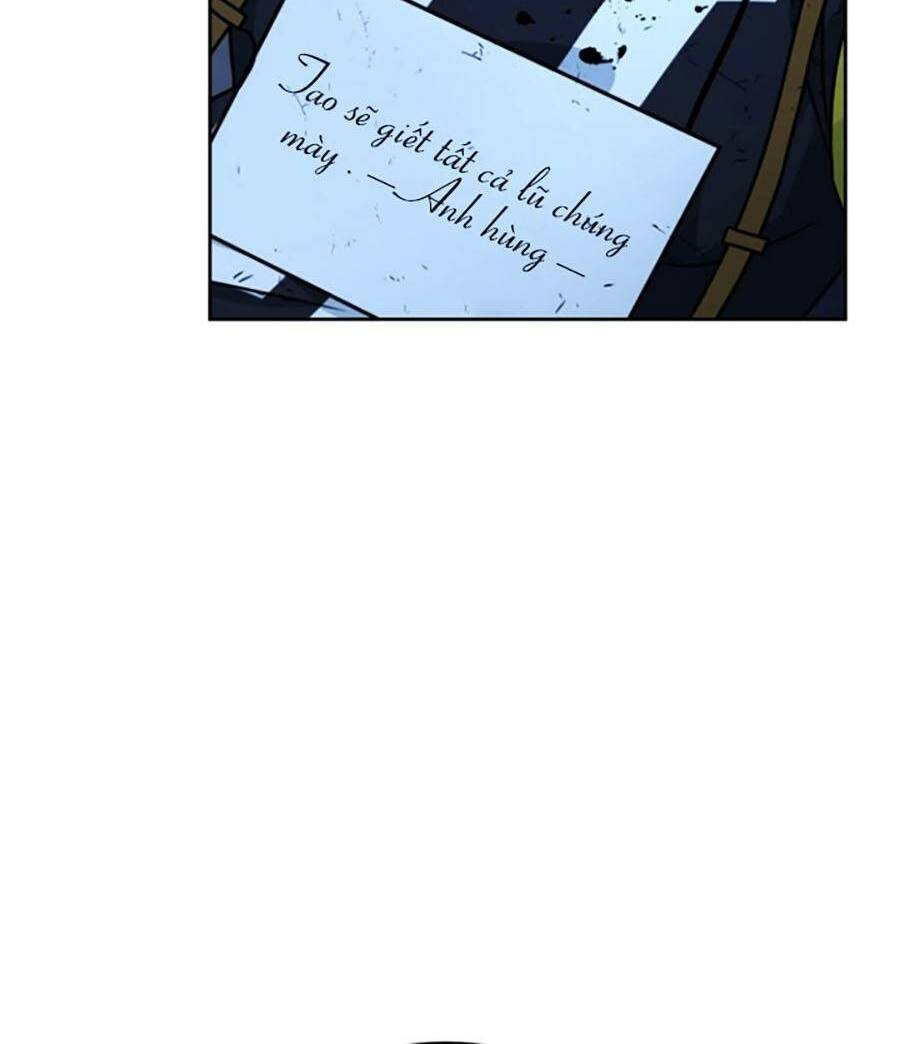 Tao sẽ giết tất cả lũ chúng
mày . — Anh hùng —